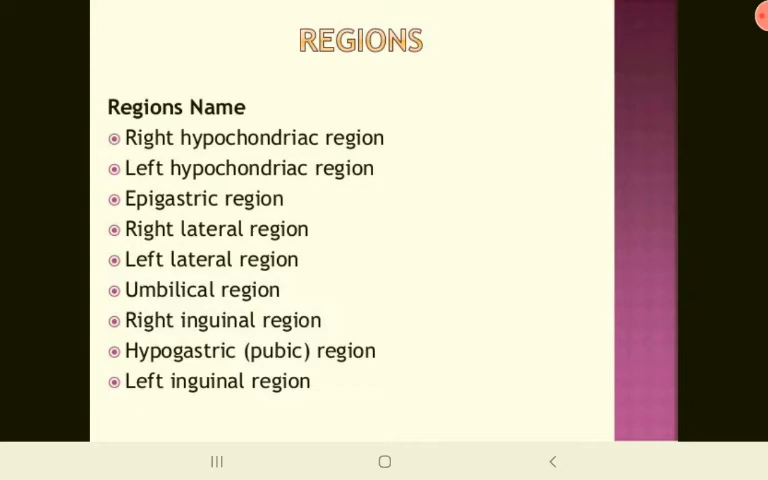 REGIONS
Regions Name
Right hypochondriac region
Left hypochondriac region
Epigastric region
Right lateral region
Left lateral region
Umbilical region
Right inguinal region
Hypogastric (pubic) region
Left inguinal region